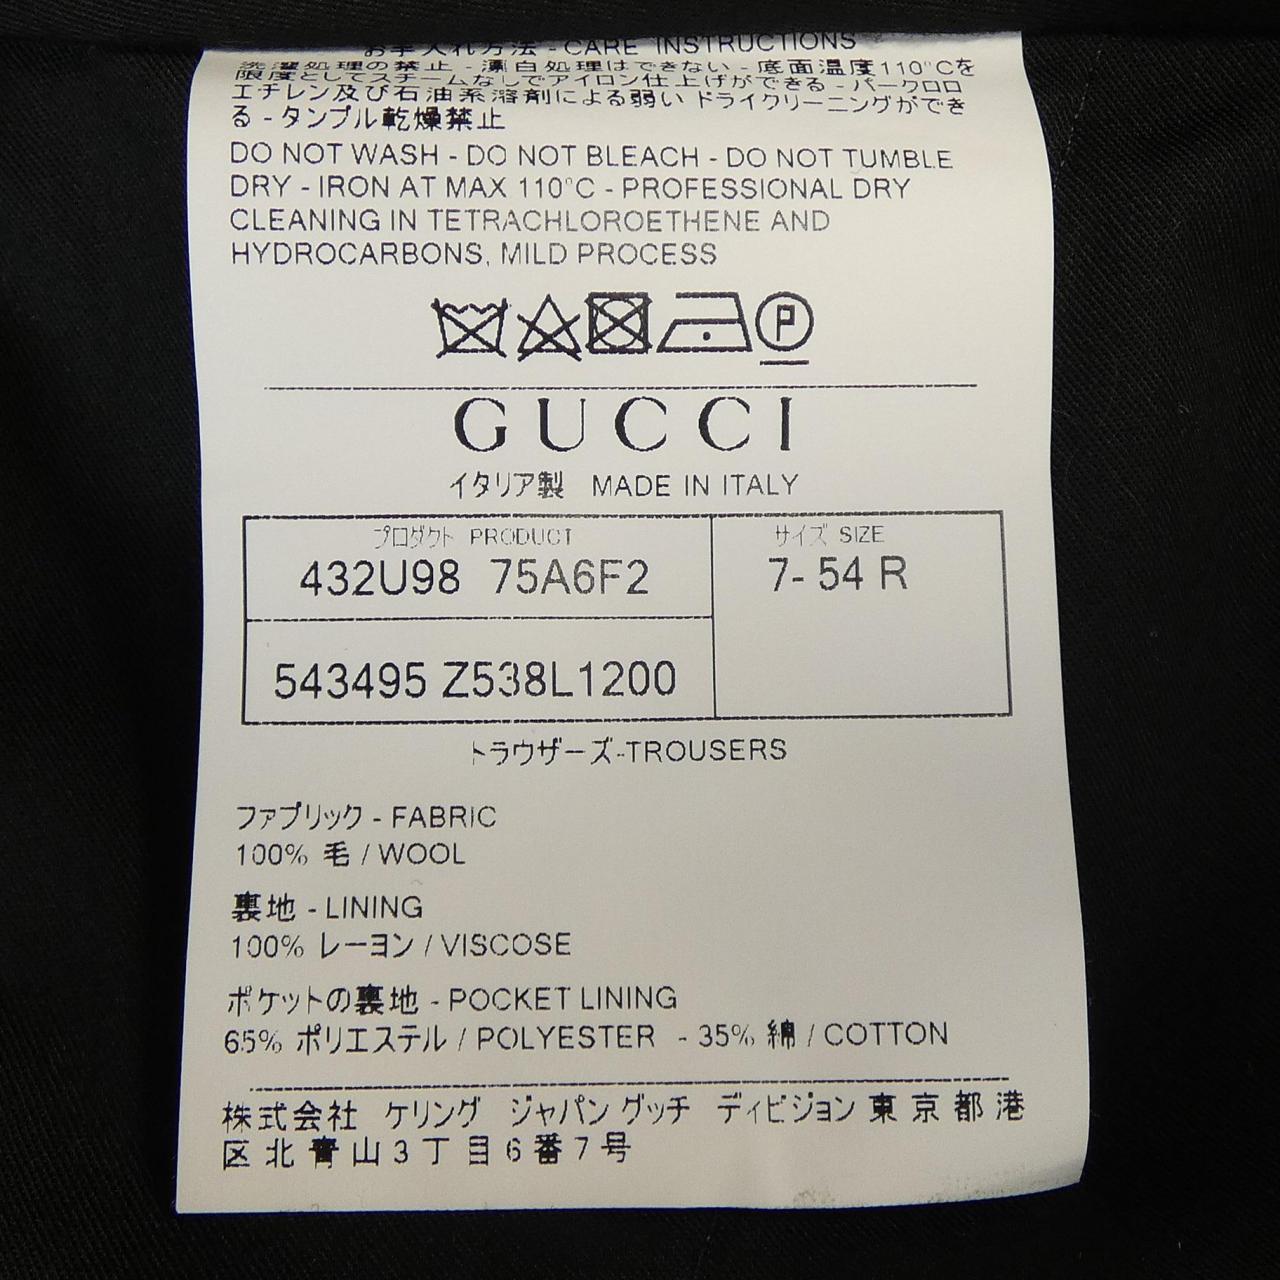 お手入れ方法 - CARE INSTRUCTIONS
洗濯処理の禁止 - 漂白処理はできない - 底面温度110℃を
限度としてスチームなしでアイロン仕上げができる - パークロロ
エチレン及び石油系溶剤による弱い ドライクリーニングができ
る - タンブル乾燥禁止
DO NOT WASH - DO NOT BLEACH - DO NOT TUMBLE
DRY - IRON AT MAX 110°C - PROFESSIONAL DRY
CLEANING IN TETRACHLOROETHENE AND
HYDROCARBONS, MILD PROCESS
P
GUCCI
イタリア製 MADE IN ITALY
プロダクト PRODUCT
432U98 75A6F2
543495 Z538L1200
サイズ SIZE
7- 54 R
トラウザーズ-TROUSERS
ファブリック - FABRIC
100% 毛 / WOOL
裏地 - LINING
100% レーヨン / VISCOSE
ポケットの裏地 - POCKET LINING
65% ポリエステル / POLYESTER - 35% 綿 / COTTON
株式会社 ケリング ジャパン グッチ ディビジョン 東京都港
区北青山3丁目6番7号